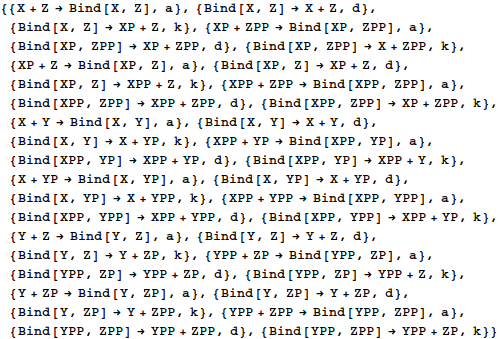 {{X + Z → Bind[X, Z], a}, {Bind[X, Z] → X + Z, d},
{Bind[X, Z] → XP + Z, k}, {XP + ZPP → Bind[XP, ZPP], a},
{Bind[XP, ZPP] → XP + ZPP, d}, {Bind[XP, ZPP] → X + ZPP, k},
{XP + Z → Bind[XP, Z], a}, {Bind[XP, Z] → XP + Z, d},
{Bind[XP, Z] → XPP + Z, k}, {XPP + ZPP → Bind[XPP, ZPP], a},
{Bind[XPP, ZPP] → XPP + ZPP, d}, {Bind[XPP, ZPP] → XP + ZPP, k},
{X + Y → Bind[X, Y], a}, {Bind[X, Y] → X + Y, d},
{Bind[X, Y] → X + YP, k}, {XPP + YP → Bind[XPP, YP], a},
{Bind[XPP, YP] → XPP + YP, d}, {Bind[XPP, YP] → XPP + Y, k},
{X + YP → Bind[X, YP], a}, {Bind[X, YP] → X + YP, d},
{Bind[X, YP] → X + YPP, k}, {XPP + YPP → Bind[XPP, YPP], a},
{Bind[XPP, YPP] → XPP + YPP, d}, {Bind[XPP, YPP] → XPP + YP, k},
{Y + Z → Bind[Y, Z], a}, {Bind[Y, Z] → Y + Z, d},
{Bind[Y, Z] → Y + ZP, k}, {YPP + ZP → Bind[YPP, ZP], a},
{Bind[YPP, ZP] → YPP + ZP, d}, {Bind[YPP, ZP] → YPP + Z, k},
{Y + ZP → Bind[Y, ZP], a}, {Bind[Y, ZP] → Y + ZP, d},
{Bind[Y, ZP] → Y + ZPP, k}, {YPP + ZPP → Bind[YPP, ZPP], a},
{Bind[YPP, ZPP] → YPP + ZPP, d}, {Bind[YPP, ZPP] → YPP + ZP, k}}